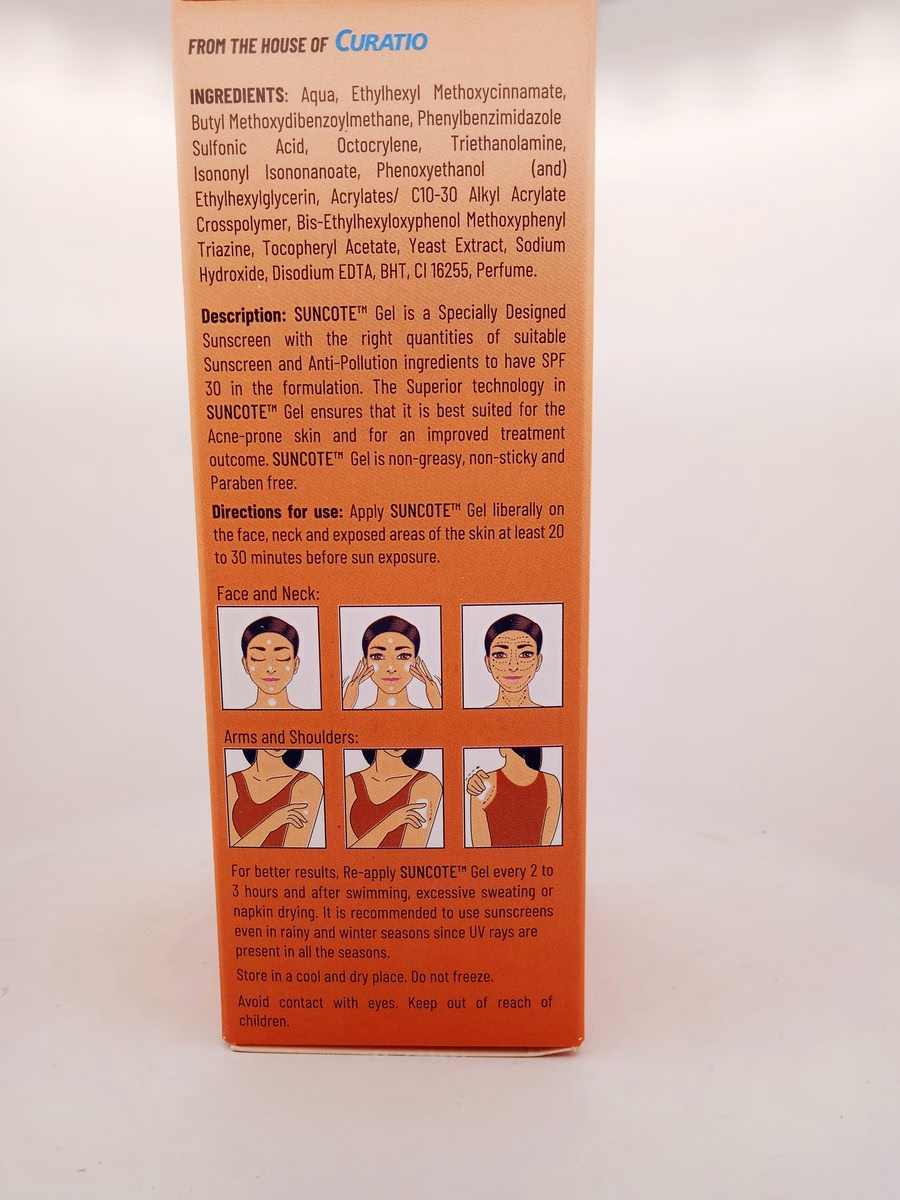 FROM THE HOUSE OF CURATIO
INGREDIENTS: Aqua, Ethylhexyl Methoxycinnamate,
Butyl Methoxydibenzoylmethane, Phenylbenzimidazole
Sulfonic Acid, Octocrylene, Triethanolamine,
Isononyl Isononanoate, Phenoxyethanol (and)
Ethylhexylglycerin, Acrylates/ C10-30 Alkyl Acrylate
Crosspolymer, Bis-Ethylhexyloxyphenol Methoxyphenyl
Triazine, Tocopheryl Acetate, Yeast Extract, Sodium
Hydroxide, Disodium EDTA, BHT, CI 16255, Perfume.
Description: SUNCOTE™ Gel is a Specially Designed
Sunscreen with the right quantities of suitable
Sunscreen and Anti-Pollution ingredients to have SPF
30 in the formulation. The Superior technology in
SUNCOTE™ Gel ensures that it is best suited for the
Acne-prone skin and for an improved treatment
outcome. SUNCOTE™ Gel is non-greasy, non-sticky and
Paraben free.
Directions for use: Apply SUNCOTE™ Gel liberally on
the face, neck and exposed areas of the skin at least 20
to 30 minutes before sun exposure.
Face and Neck:
Arms and Shoulders:
For better results, Re-apply SUNCOTE™ Gel every 2 to
3 hours and after swimming, excessive sweating or
napkin drying. It is recommended to use sunscreens
even in rainy and winter seasons since UV rays are
present in all the seasons.
Store in a cool and dry place. Do not freeze.
Avoid contact with eyes. Keep out of reach of
children.